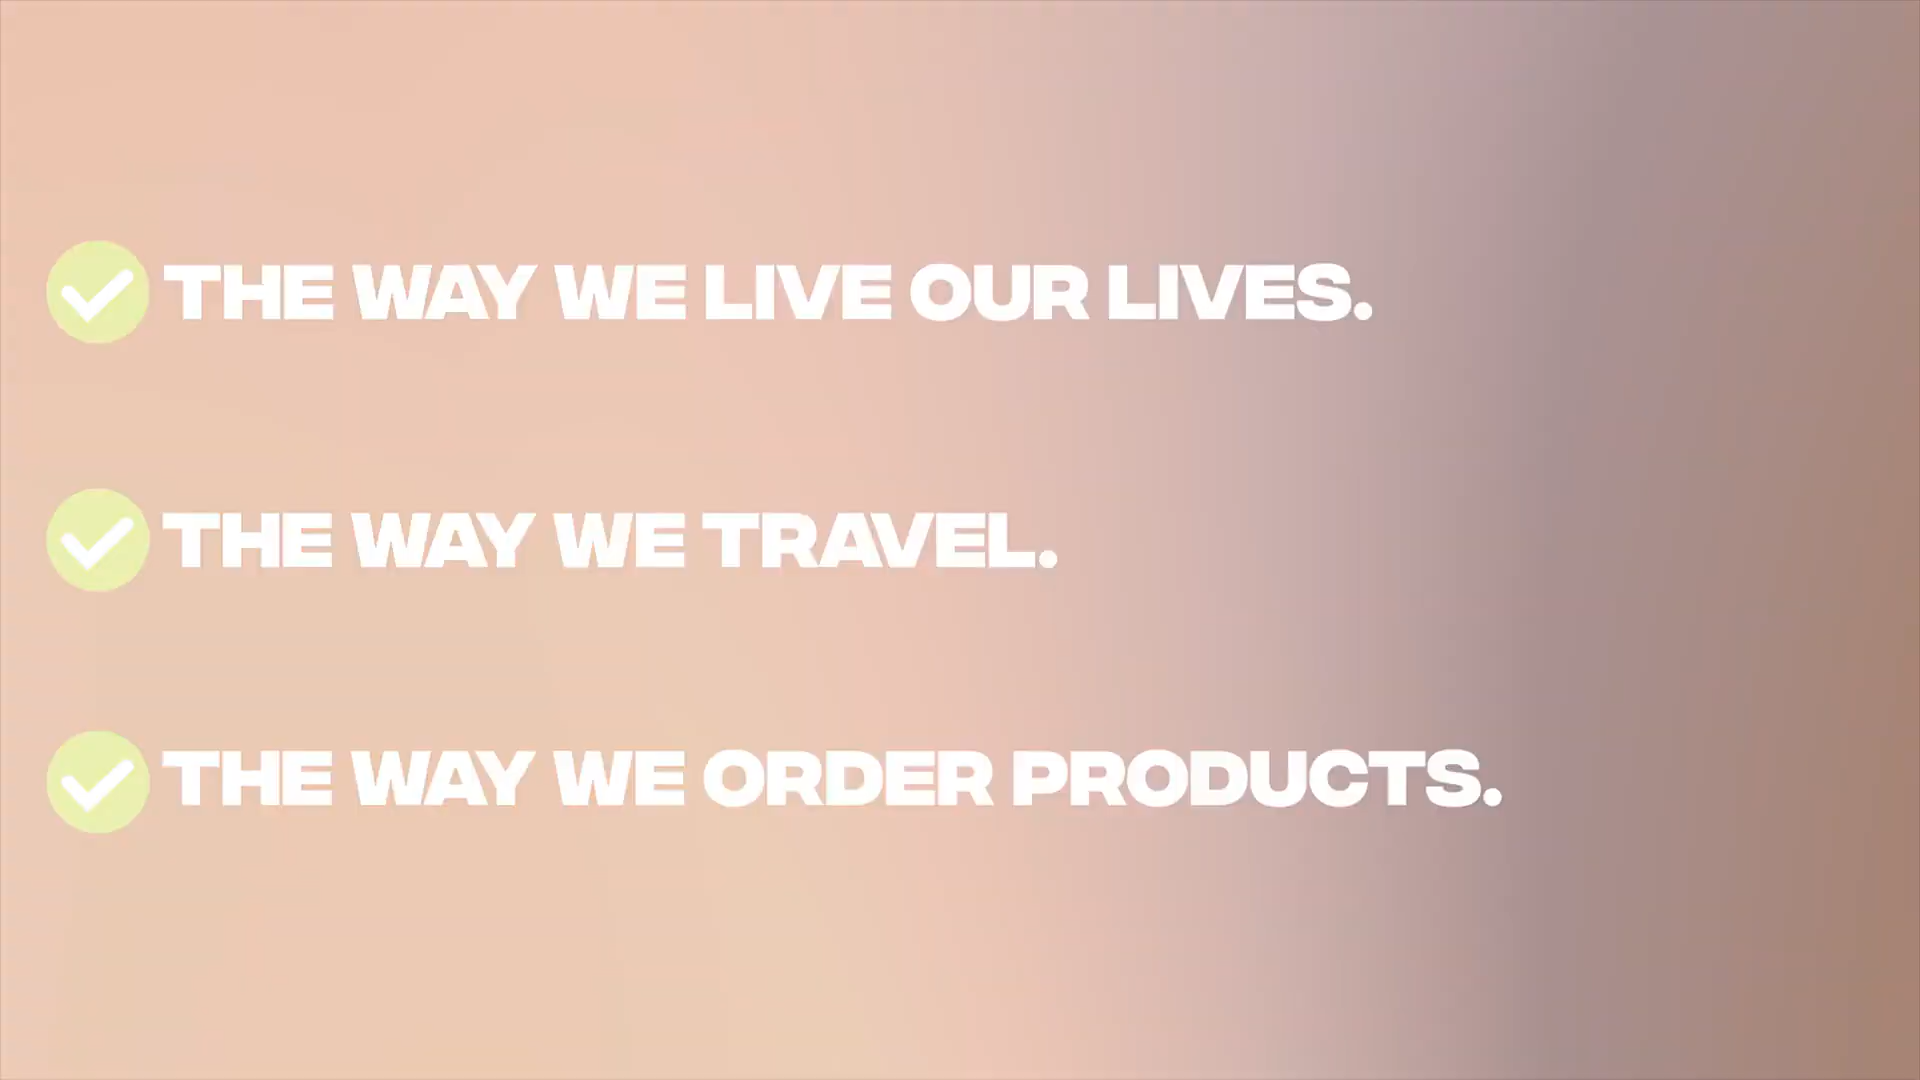 THE WAY WE LIVE OUR LIVES.
THE WAY WE TRAVEL.
THE WAY WE ORDER PRODUCTS.